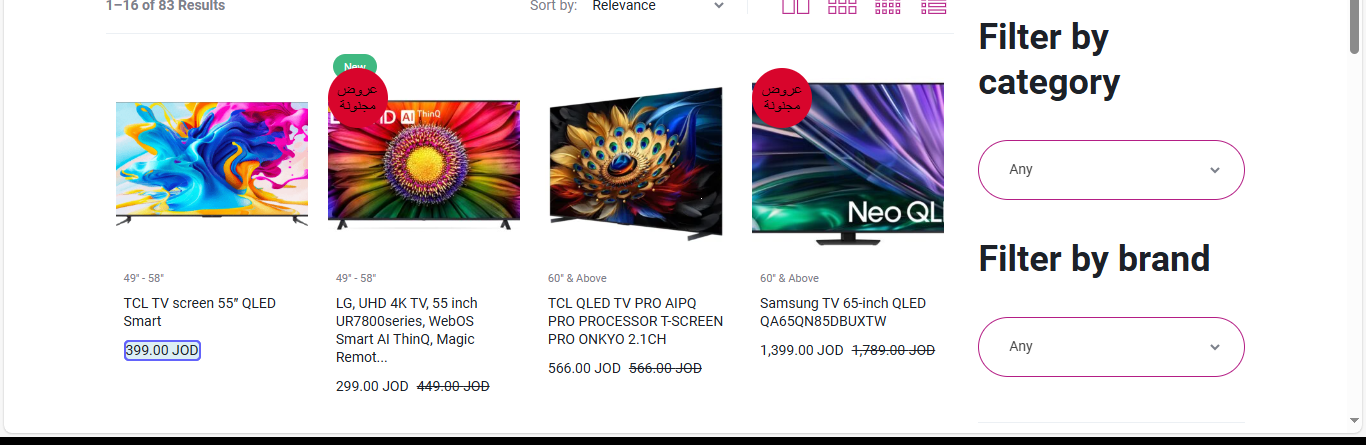 1–16 of 83 Results
Sort by: Relevance
Filter by
category
Any
Filter by brand
Any
49" - 58"
TCL TV screen 55” QLED
Smart
399.00 JOD
New
عروض
مجنونة
AI ThinQ
49" - 58"
LG, UHD 4K TV, 55 inch
UR7800series, WebOS
Smart AI ThinQ, Magic
Remot...
299.00 JOD 449.00 JOD
60" & Above
TCL QLED TV PRO AIPQ
PRO PROCESSOR T-SCREEN
PRO ONKYO 2.1CH
566.00 JOD 566.00 JOD
عروض
مجنونة
Neo QL
60" & Above
Samsung TV 65-inch QLED
QA65QN85DBUXTW
1,399.00 JOD 1,789.00 JOD